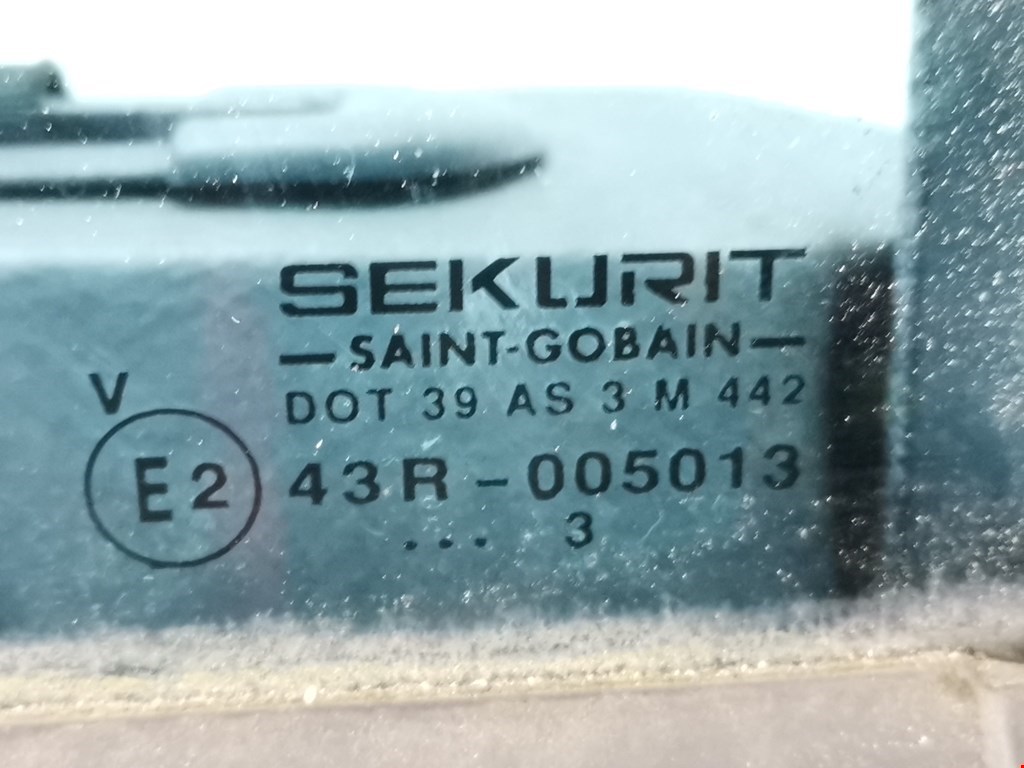 SEKURIT
—SAINT-GOBAIN—
DOT 39 AS 3 M 442
V
E2 43R-005013
... 3